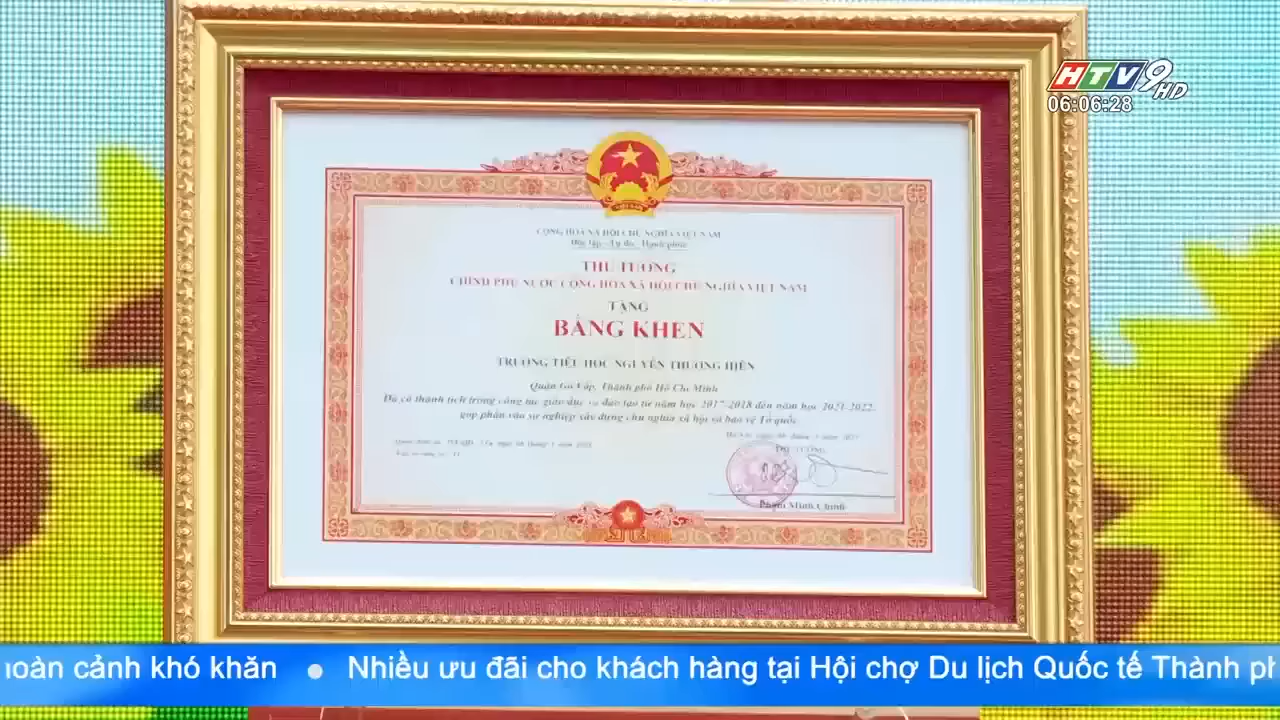 HTV9 HD
06:06:28
VIỆT NAM
CỘNG HÒA XÃ HỘI CHỦ NGHĨA VIỆT NAM
Độc lập - Tự do - Hạnh phúc
THỦ TƯỚNG
CHÍNH PHỦ NƯỚC CỘNG HÒA XÃ HỘI CHỦ NGHĨA VIỆT NAM
TẶNG
BẰNG KHEN
TRƯỜNG TIỂU HỌC NGUYỄN THƯỢNG HIỀN
Quận Gò Vấp, Thành phố Hồ Chí Minh
Đã có thành tích trong công tác giáo dục và đào tạo từ năm học 2017-2018 đến năm học 2021-2022,
góp phần vào sự nghiệp xây dựng chủ nghĩa xã hội và bảo vệ Tổ quốc
THỦ TƯỚNG
Phạm Minh Chính
hoàn cảnh khó khăn ● Nhiều ưu đãi cho khách hàng tại Hội chợ Du lịch Quốc tế Thành ph